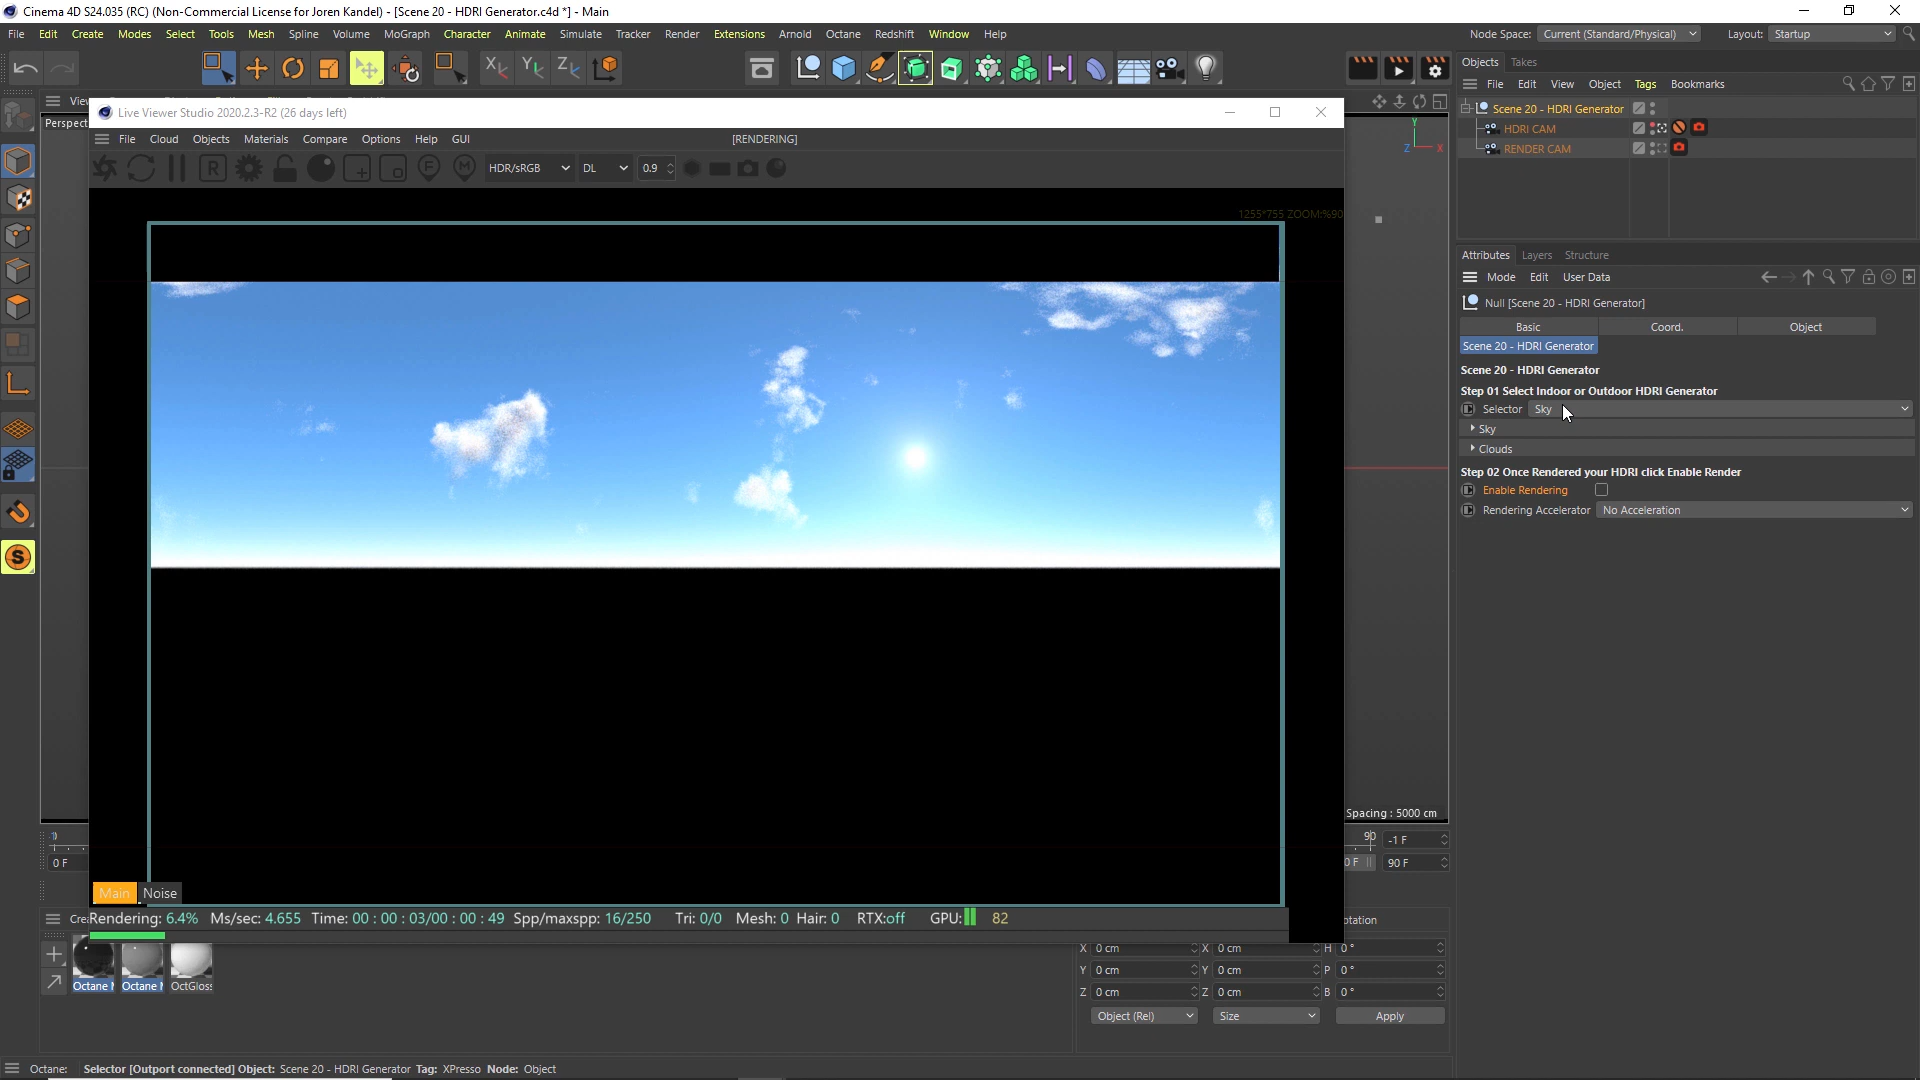 Cinema 4D S24.035 (RC) (Non-Commercial License for Joren Kandel) - [Scene 20 - HDRI Generator.c4d *] - Main
File Edit Create Modes Select Tools Mesh Spline Volume MoGraph Character Animate Simulate Tracker Render Extensions Arnold Octane Redshift Window Help
Node Space: Current (Standard/Physical) Layout: Startup
Objects Takes
File Edit View Object Tags Bookmarks
Scene 20 - HDRI Generator
HDRI CAM
RENDER CAM
Perspect
Live Viewer Studio 2020.2.3-R2 (26 days left)
File Cloud Objects Materials Compare Options Help GUI [RENDERING]
HDR/sRGB DL 0.9
1255*755 ZOOM:%90
Y
Z X
Attributes Layers Structure
Mode Edit User Data
Null [Scene 20 - HDRI Generator]
Basic Coord. Object
Scene 20 - HDRI Generator
Scene 20 - HDRI Generator
Step 01 Select Indoor or Outdoor HDRI Generator
Selector Sky
Sky
Clouds
Step 02 Once Rendered your HDRI click Enable Render
Enable Rendering
Rendering Accelerator No Acceleration
Spacing : 5000 cm
90 -1 F
0 F 90 F
Main Noise
Rendering: 6.4% Ms/sec: 4.655 Time: 00 : 00 : 03/00 : 00 : 49 Spp/maxspp: 16/250 Tri: 0/0 Mesh: 0 Hair: 0 RTX:off GPU: 82
Octane Octane OctGloss
X 0 cm X 0 cm H 0 °
Y 0 cm Y 0 cm P 0 °
Z 0 cm Z 0 cm B 0 °
Object (Rel) Size Apply
Octane: Selector [Outport connected] Object: Scene 20 - HDRI Generator Tag: XPresso Node: Object